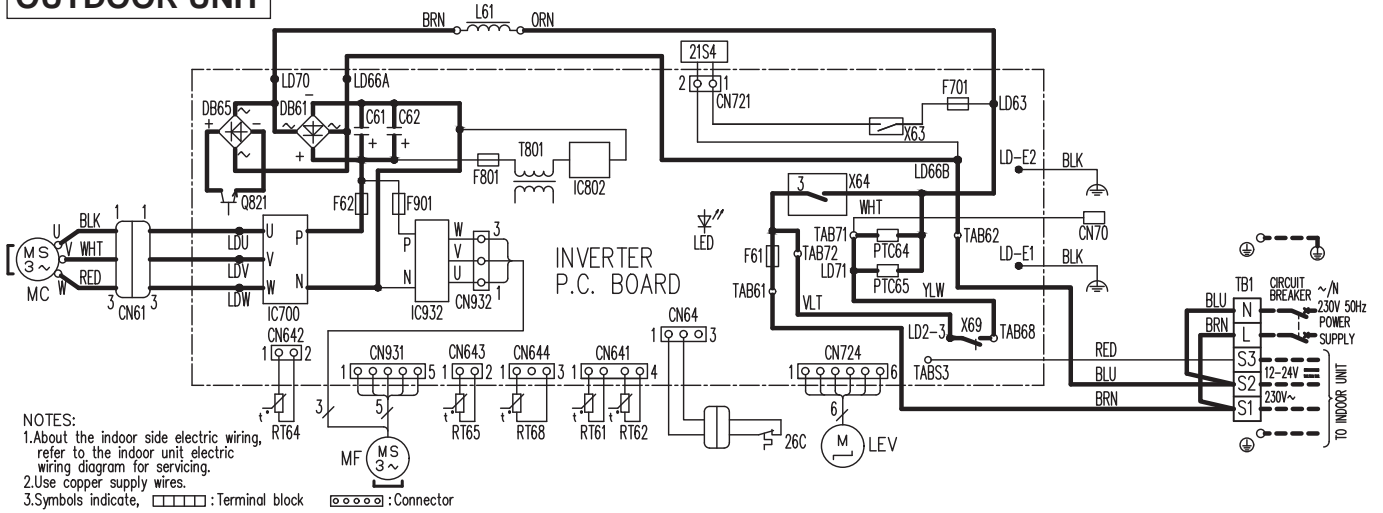 OUTDOOR UNIT
BRN L61 ORN
21S4
2 1
CN721
F701
LD63
X63
LD70 LD66A
DB65 ~ DB61 - ~
+ - ~ ~ +
C61 C62
+ +
T801
F801
IC802
Q821
F62 F901
LD66B
LD-E2 BLK
3 X64
WHT
CN70
LED
TAB71
PTC64
TAB72
LD71
PTC65
TAB62
F61
TAB61
LD-E1 BLK
YLW
VLT
LD2-3 X69 TAB68
U BLK 1 1
V WHT
W RED 3 3
MS
3~
MC
CN61
LDU
LDV
LDW
U P
V
W N
IC700
P W 3
V
N U 1
IC932
CN932
INVERTER
P.C. BOARD
CN642
1 2
t°
RT64
CN931
1 5
3
5
MF
MS
3~
CN643
1 2
t°
RT65
CN644
1 3
t°
RT68
CN641
1 4
t° t°
RT61 RT62
CN64
1 3
26C
CN724
1 6
6
M
LEV
TABS3
RED
BLU
BRN
BLU
BRN
TB1
N
L
S3
S2
S1
CIRCUIT
BREAKER
~/N
230V 50Hz
POWER
SUPPLY
12-24V
230V~
TO INDOOR UNIT
NOTES:
1.About the indoor side electric wiring,
refer to the indoor unit electric
wiring diagram for servicing.
2.Use copper supply wires.
3.Symbols indicate, : Terminal block : Connector